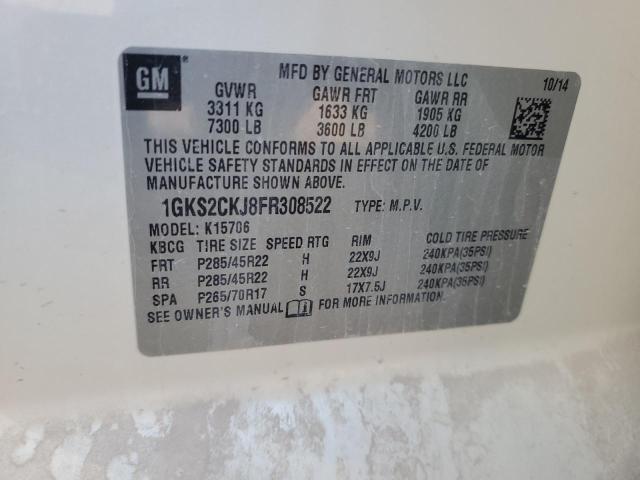 GM ®
MFD BY GENERAL MOTORS LLC 10/14
GVWR GAWR FRT GAWR RR
3311 KG 1633 KG 1905 KG
7300 LB 3600 LB 4200 LB
THIS VEHICLE CONFORMS TO ALL APPLICABLE U.S. FEDERAL MOTOR
VEHICLE SAFETY STANDARDS IN EFFECT ON THE DATE OF
MANUFACTURE SHOWN ABOVE.
1GKS2CKJ8FR308522 TYPE: M.P.V.
MODEL: K15706
KBCG TIRE SIZE SPEED RTG RIM COLD TIRE PRESSURE
FRT P285/45R22 H 22X9J 240KPA(35PSI)
RR P285/45R22 H 22X9J 240KPA(35PSI)
SPA P265/70R17 S 17X7.5J 240KPA(35PSI)
SEE OWNER'S MANUAL FOR MORE INFORMATION.